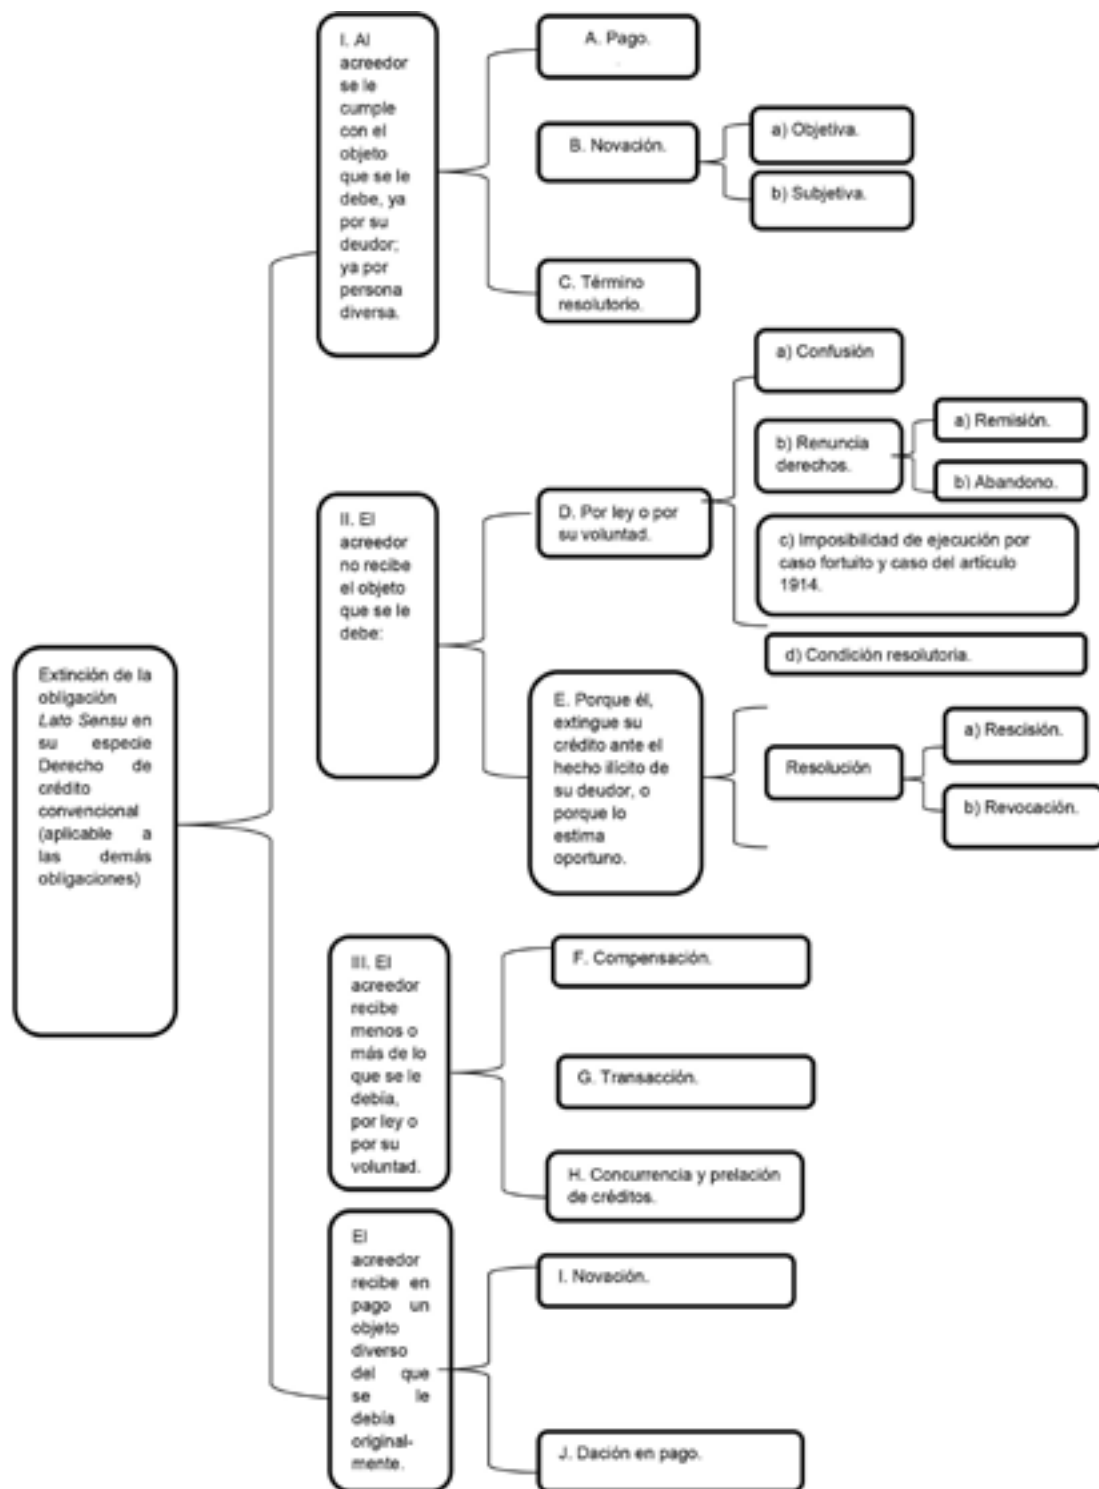 Extinción de la
obligación
Lato Sensu en
su especie
Derecho de
crédito
convencional
(aplicable a
las demás
obligaciones)
I. Al
acreedor
se le
cumple
con el
objeto
que se le
debe, ya
por su
deudor;
ya por
persona
diversa.
A. Pago.
B. Novación.
a) Objetiva.
b) Subjetiva.
C. Término
resolutorio.
II. El
acreedor
no recibe
el objeto
que se le
debe:
D. Por ley o por
su voluntad.
a) Confusión
b) Renuncia
derechos.
a) Remisión.
b) Abandono.
c) Imposibilidad de ejecución por
caso fortuito y caso del artículo
1914.
d) Condición resolutoria.
E. Porque él,
extingue su
crédito ante el
hecho ilícito de
su deudor, o
porque lo
estima
oportuno.
Resolución
a) Rescisión.
b) Revocación.
III. El
acreedor
recibe
menos o
más de lo
que se le
debía,
por ley o
por su
voluntad.
F. Compensación.
G. Transacción.
H. Concurrencia y prelación
de créditos.
El
acreedor
recibe en
pago un
objeto
diverso
del que
se le
debía
original-
mente.
I. Novación.
J. Dación en pago.